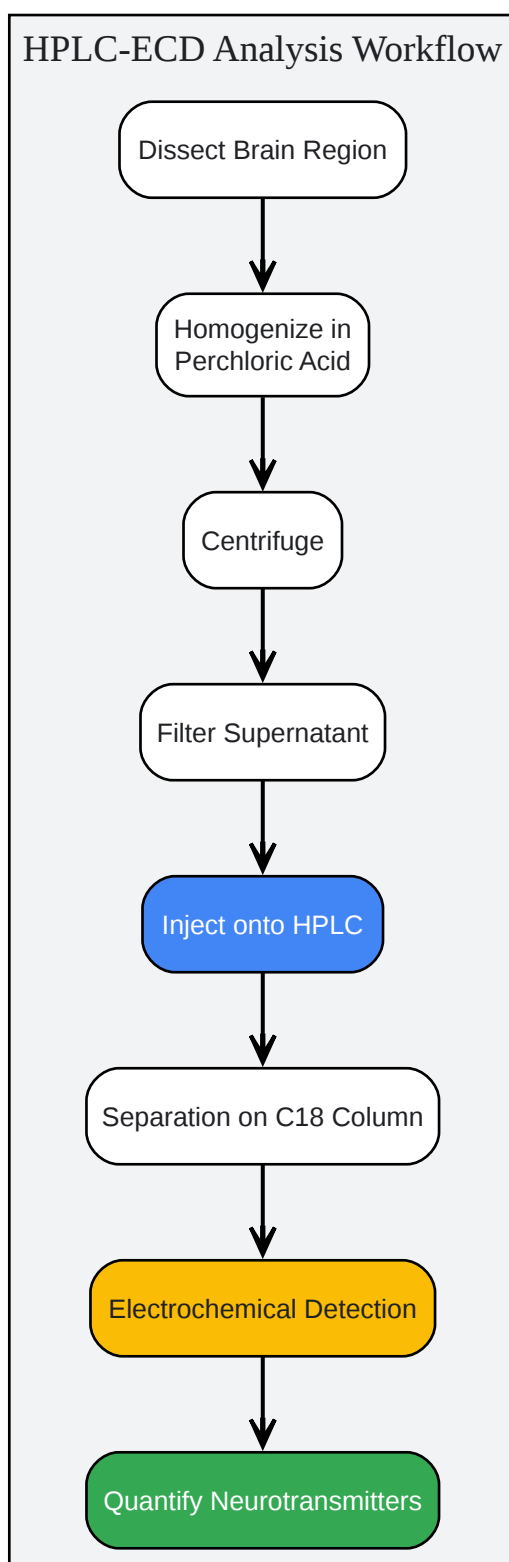 HPLC-ECD Analysis Workflow
Dissect Brain Region
Homogenize in
Perchloric Acid
Centrifuge
Filter Supernatant
Inject onto HPLC
Separation on C18 Column
Electrochemical Detection
Quantify Neurotransmitters